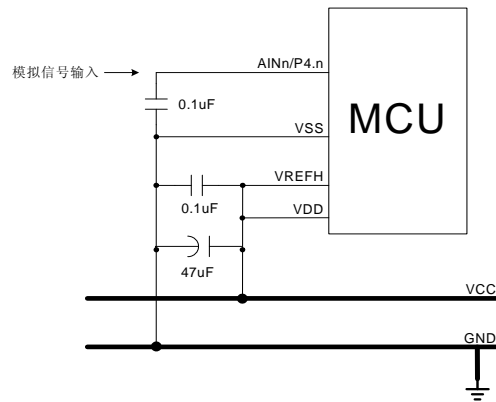 AINn/P4.n
模拟信号输入
0.1uF
MCU
VSS
VREFH
0.1uF
VDD
47uF
VCC
GND